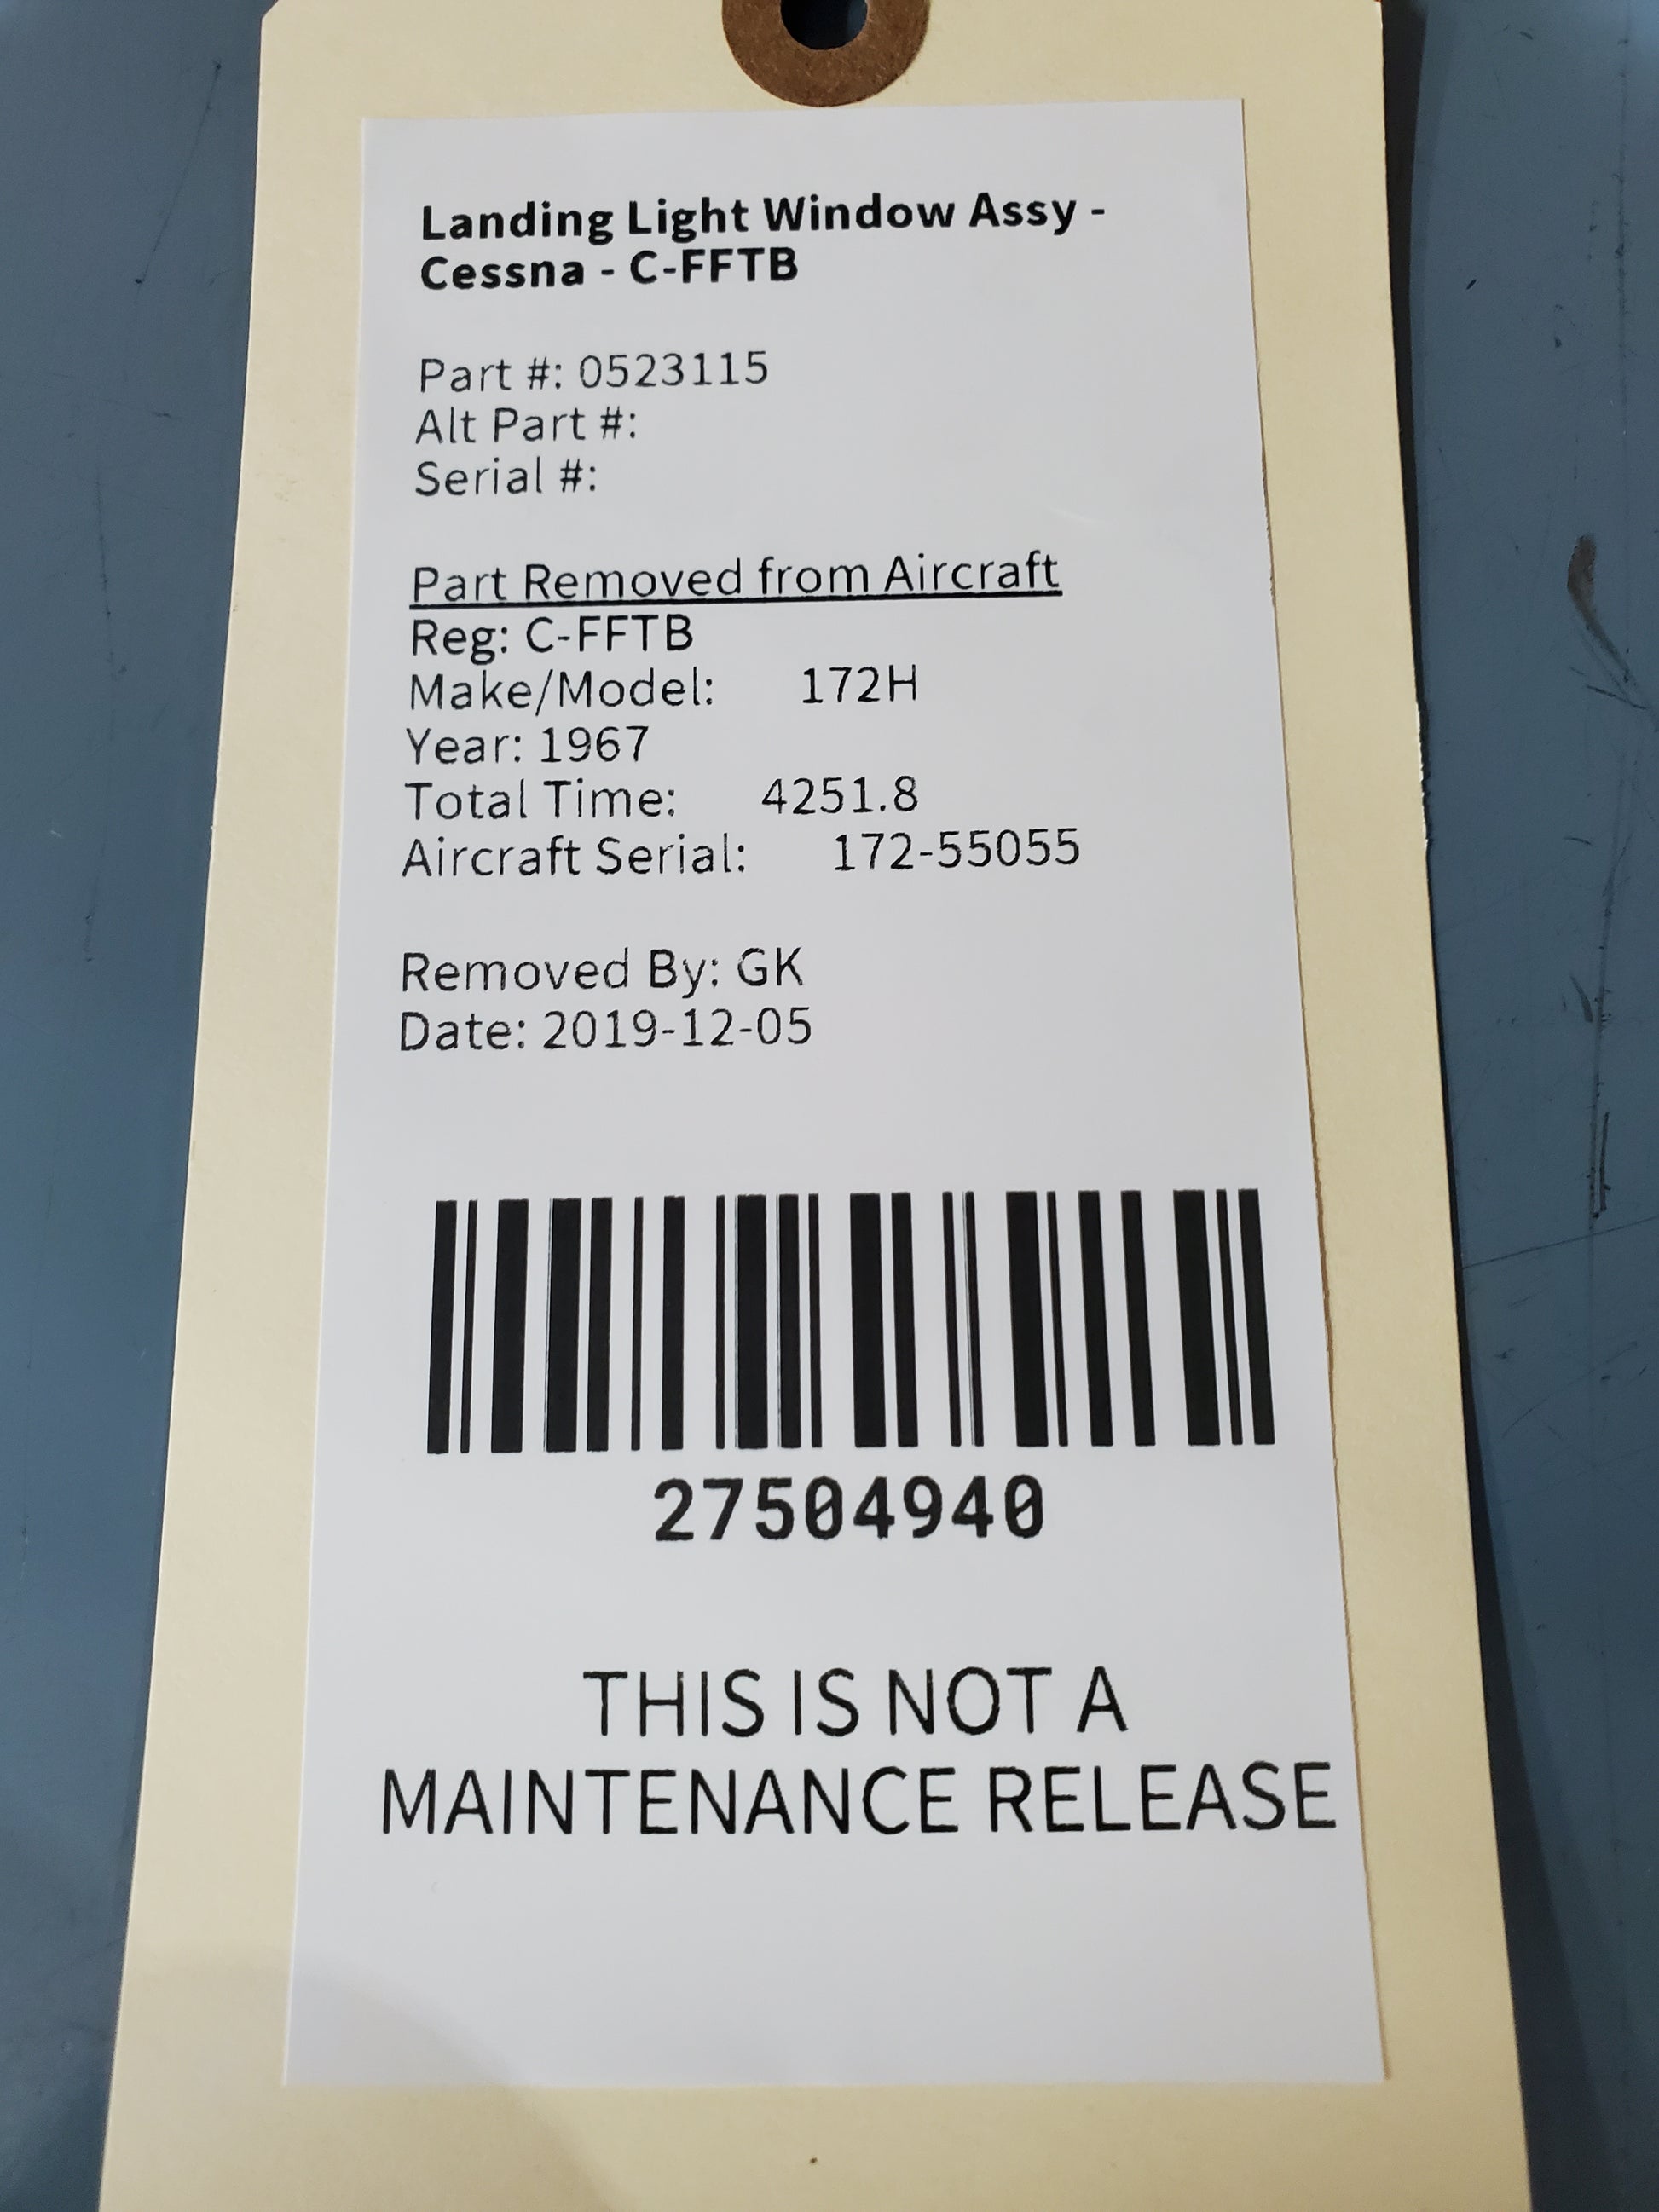 Landing Light Window Assy -
Cessna - C-FFTB
Part #: 0523115
Alt Part #:
Serial #:
Part Removed from Aircraft
Reg: C-FFTB
Make/Model: 172H
Year: 1967
Total Time: 4251.8
Aircraft Serial: 172-55055
Removed By: GK
Date: 2019-12-05
27504940
THIS IS NOT A
MAINTENANCE RELEASE